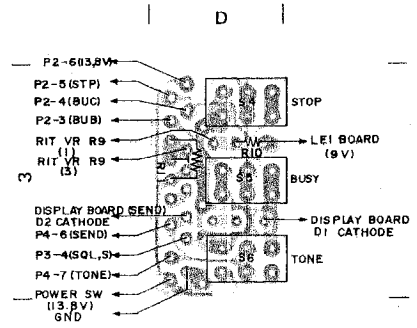 D
P2-6(13,8V)
P2-5(STP)
P2-4(BUC)
P2-3(BUB)
RIT VR R9
(1)
RIT VR R9
(3)
3
DISPLAY BOARD(SEND)
D2 CATHODE
P4-6(SEND)
P3-4(SQL,S)
P4-7(TONE)
POWER SW
(13.8V)
GND
R1
S4
STOP
R10
LE1 BOARD
(9V)
S5
BUSY
DISPLAY BOARD
D1 CATHODE
S6
TONE